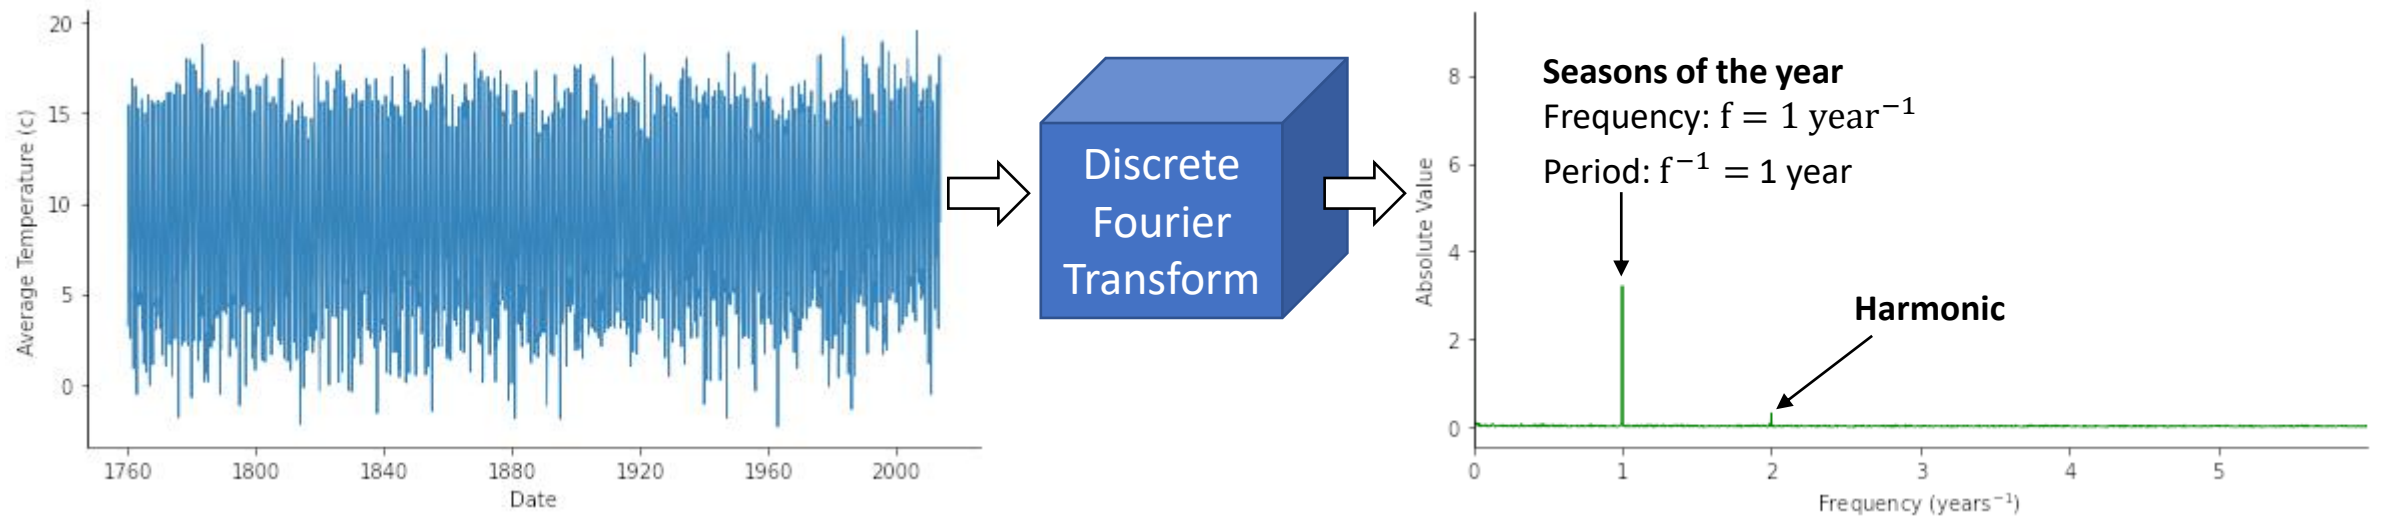 20
15
10
5
0
Average Temperature (c)
1760 1800 1840 1880 1920 1960 2000
Date
Discrete
Fourier
Transform
8
6
4
2
0
Absolute Value
Seasons of the year
Frequency: f = 1 year⁻¹
Period: f⁻¹ = 1 year
Harmonic
0 1 2 3 4 5
Frequency (years⁻¹)